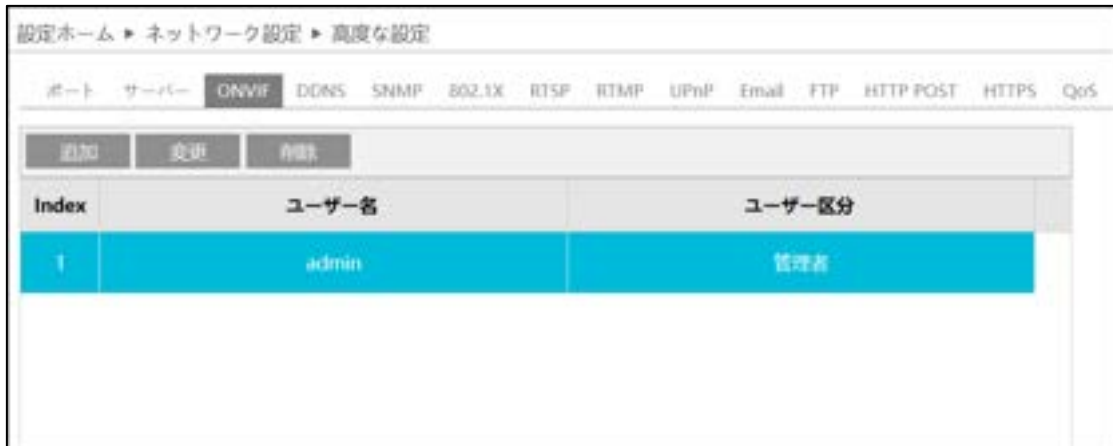 設定ホーム ▶ ネットワーク設定 ▶ 高度な設定
ポート サーバー ONVIF DDNS SNMP 802.1X RTSP RTMP UPnP Email FTP HTTP POST HTTPS QoS
追加 変更 削除
Index ユーザー名 ユーザー区分
1 admin 管理者